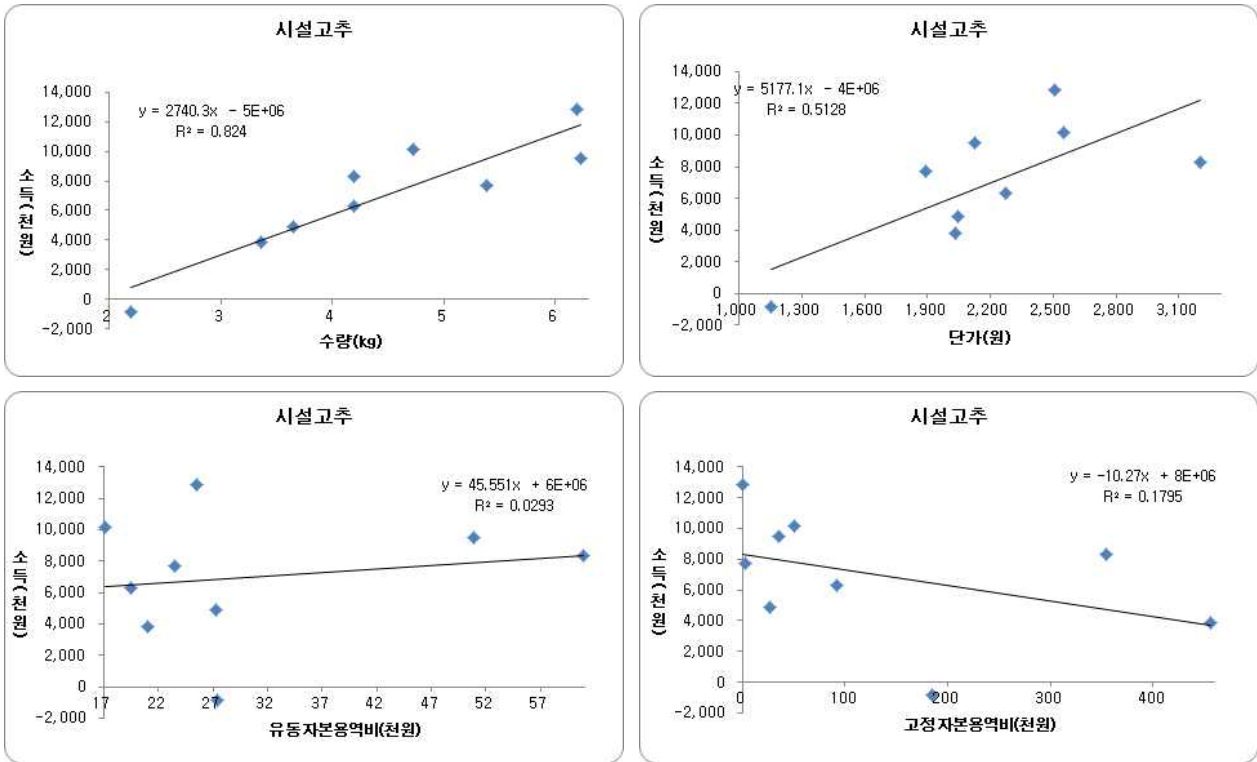 시설고추
14,000
12,000
10,000
8,000
6,000
4,000
2,000
0
-2,000
소득(천원)
y = 2740.3x - 5E+06
R² = 0.824
2 3 4 5 6
수량(kg)
시설고추
14,000
12,000
10,000
8,000
6,000
4,000
2,000
0
-2,000
소득(천원)
y = 5177.1x - 4E+06
R² = 0.5128
1,000 1,300 1,600 1,900 2,200 2,500 2,800 3,100
단가(원)
시설고추
14,000
12,000
10,000
8,000
6,000
4,000
2,000
0
-2,000
소득(천원)
y = 45.551x + 6E+06
R² = 0.0293
17 22 27 32 37 42 47 52 57
유동자본용역비(천원)
시설고추
14,000
12,000
10,000
8,000
6,000
4,000
2,000
0
-2,000
소득(천원)
y = -10.27x + 8E+06
R² = 0.1795
0 100 200 300 400
고정자본용역비(천원)